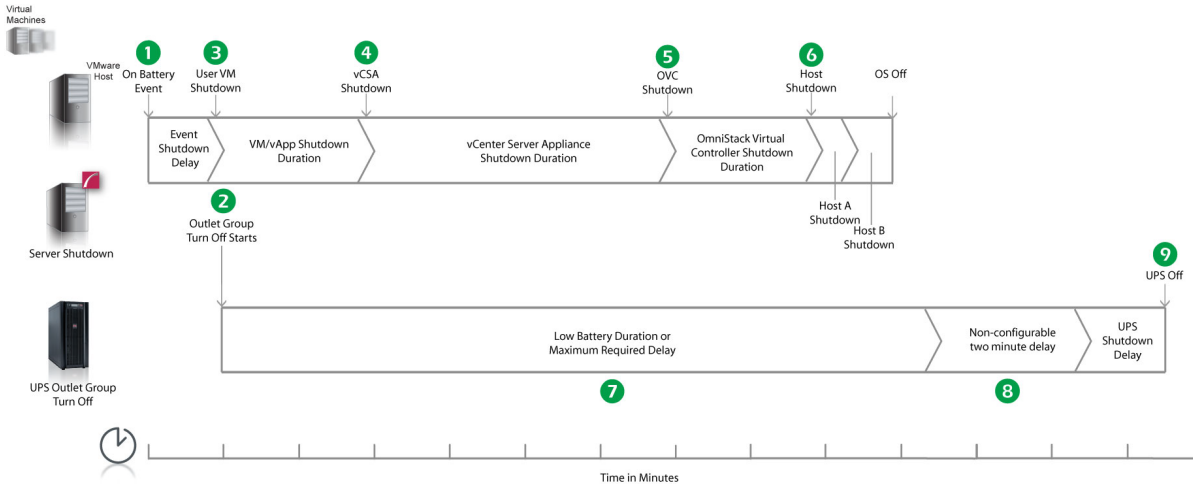 Virtual
Machines
VMware
Host
1
On Battery
Event
3
User VM
Shutdown
4
vCSA
Shutdown
5
OVC
Shutdown
6
Host
Shutdown
OS Off
Event
Shutdown
Delay
VM/vApp Shutdown
Duration
vCenter Server Appliance
Shutdown Duration
OmniStack Virtual
Controller Shutdown
Duration
Host A
Shutdown
Host B
Shutdown
Server Shutdown
2
Outlet Group
Turn Off Starts
9
UPS Off
Low Battery Duration or
Maximum Required Delay
Non-configurable
two minute delay
UPS
Shutdown
Delay
7
8
UPS Outlet Group
Turn Off
Time in Minutes